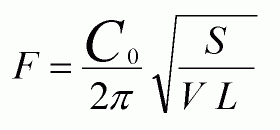 F = C₀/2π √(S/(V L))